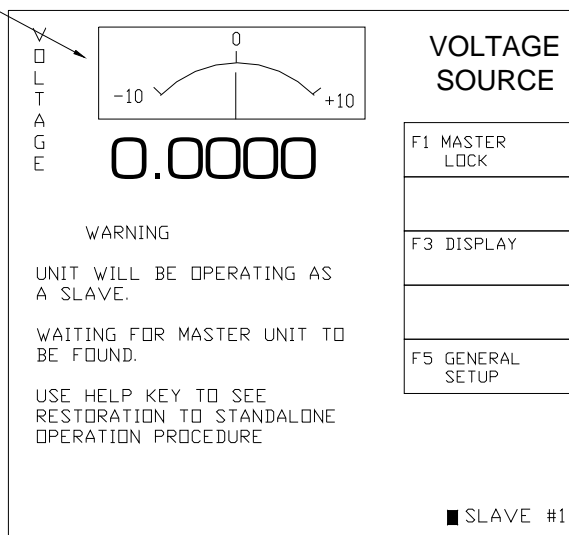 VOLTAGE
0
-10
+10
0.0000
WARNING
UNIT WILL BE OPERATING AS
A SLAVE.
WAITING FOR MASTER UNIT TO
BE FOUND.
USE HELP KEY TO SEE
RESTORATION TO STANDALONE
OPERATION PROCEDURE
VOLTAGE
SOURCE
F1 MASTER
LOCK
F3 DISPLAY
F5 GENERAL
SETUP
SLAVE #1